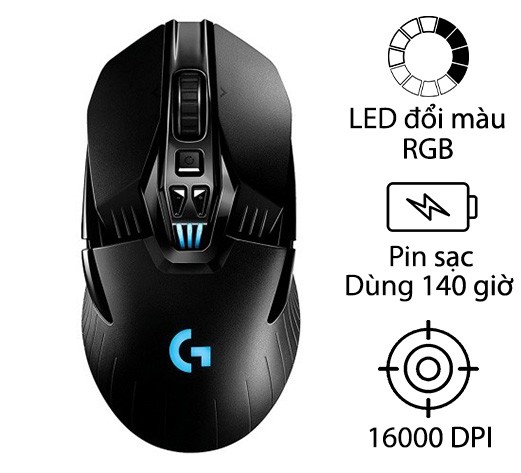 LED đổi màu
RGB
Pin sạc
Dùng 140 giờ
16000 DPI
G